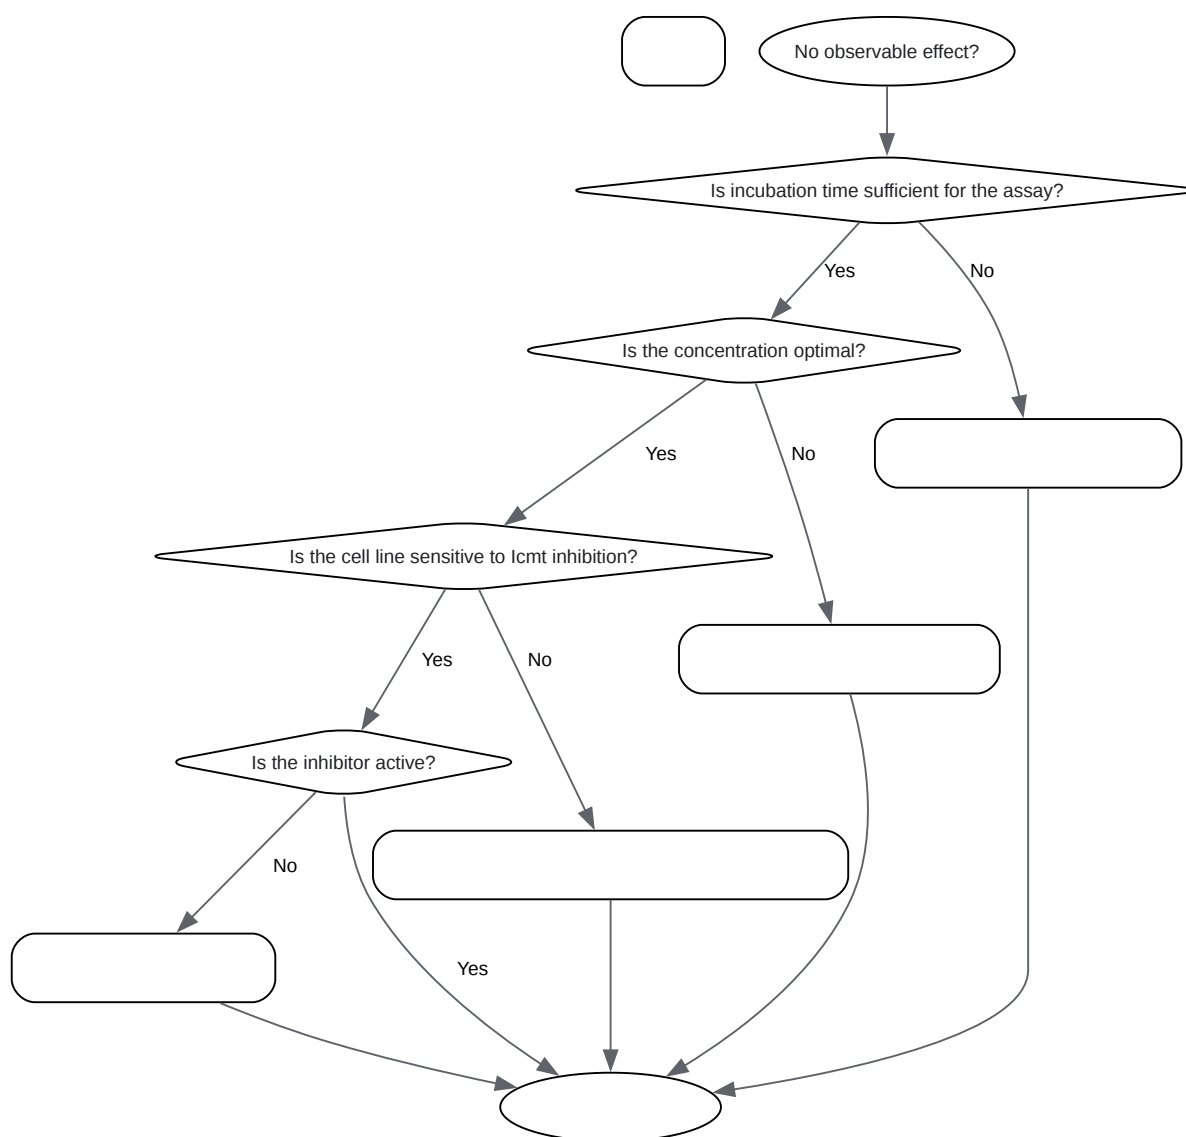 No observable effect?
Is incubation time sufficient for the assay?
Yes
No
Is the concentration optimal?
Yes
No
Is the cell line sensitive to Icmt inhibition?
Yes
No
Is the inhibitor active?
No
Yes